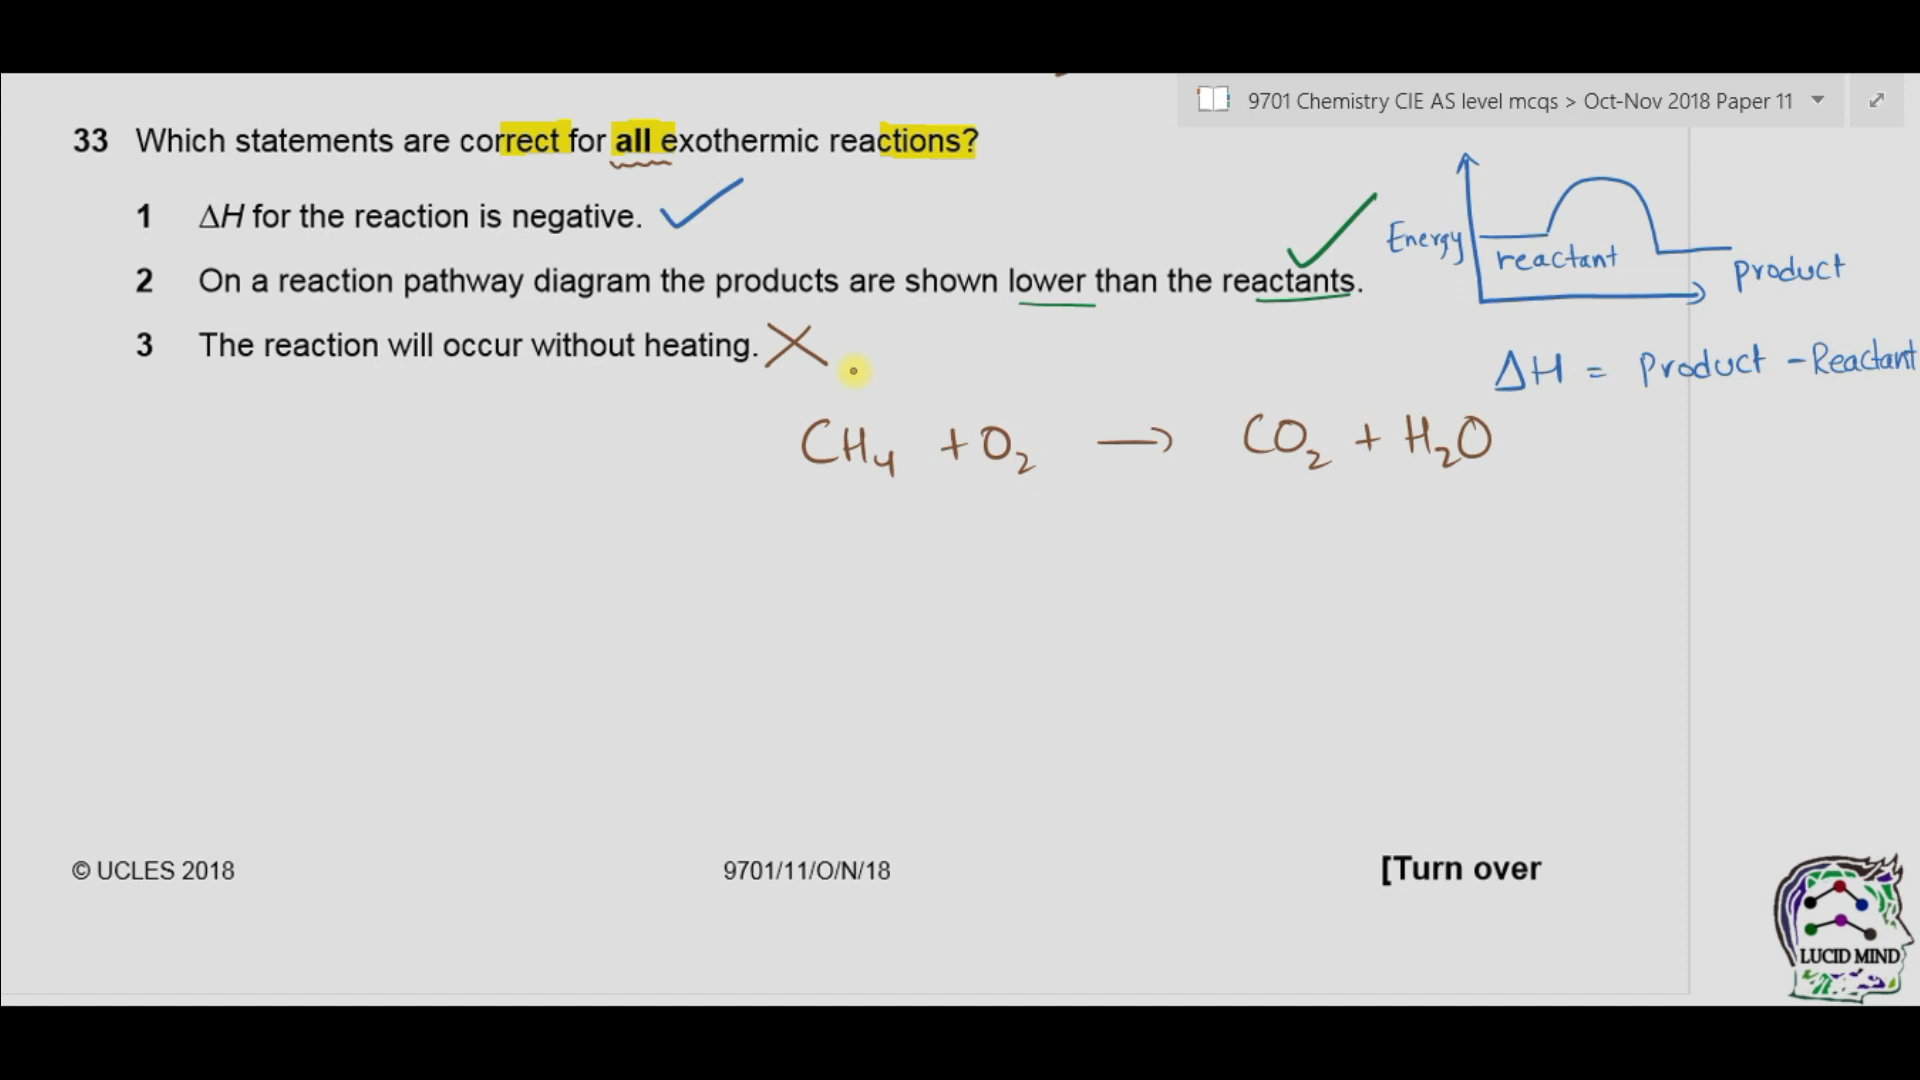 9701 Chemistry CIE AS level mcqs > Oct-Nov 2018 Paper 11
33 Which statements are correct for all exothermic reactions?
1 ΔH for the reaction is negative.
2 On a reaction pathway diagram the products are shown lower than the reactants.
3 The reaction will occur without heating.
Energy
reactant
Product
ΔH = Product - Reactant
CH₄ + O₂ → CO₂ + H₂O
© UCLES 2018
9701/11/O/N/18
[Turn over
LUCID MIND